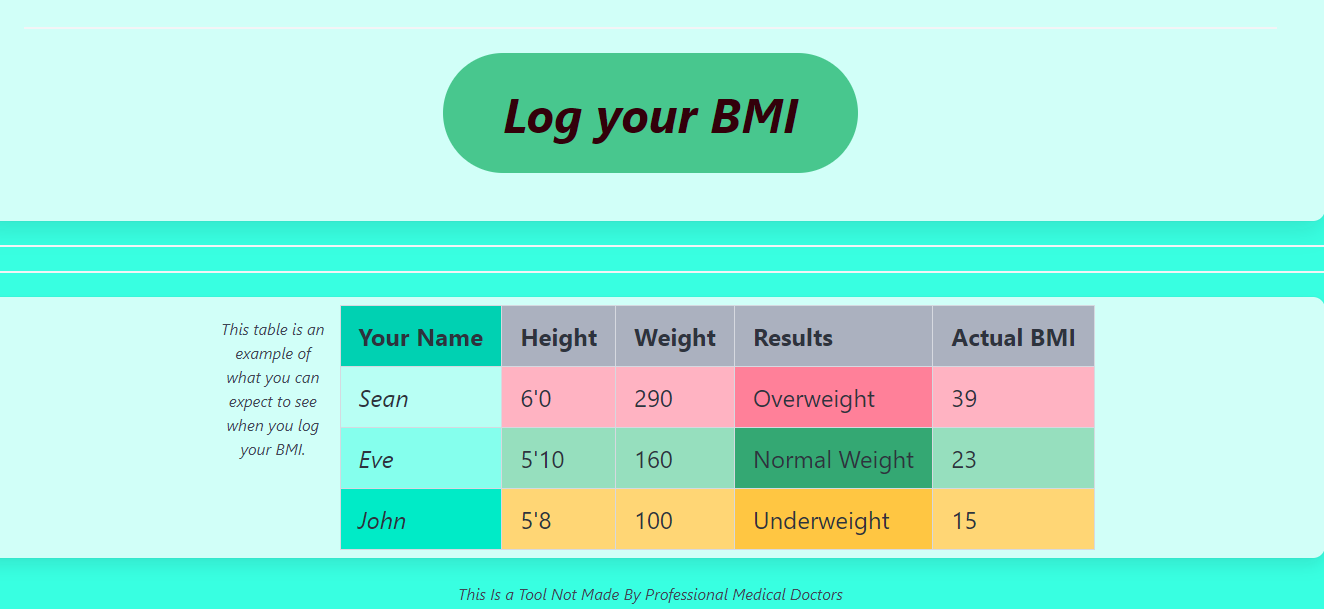 Log your BMI
This table is an
example of
what you can
expect to see
when you log
your BMI.
Your Name Height Weight Results Actual BMI
Sean 6'0 290 Overweight 39
Eve 5'10 160 Normal Weight 23
John 5'8 100 Underweight 15
This Is a Tool Not Made By Professional Medical Doctors